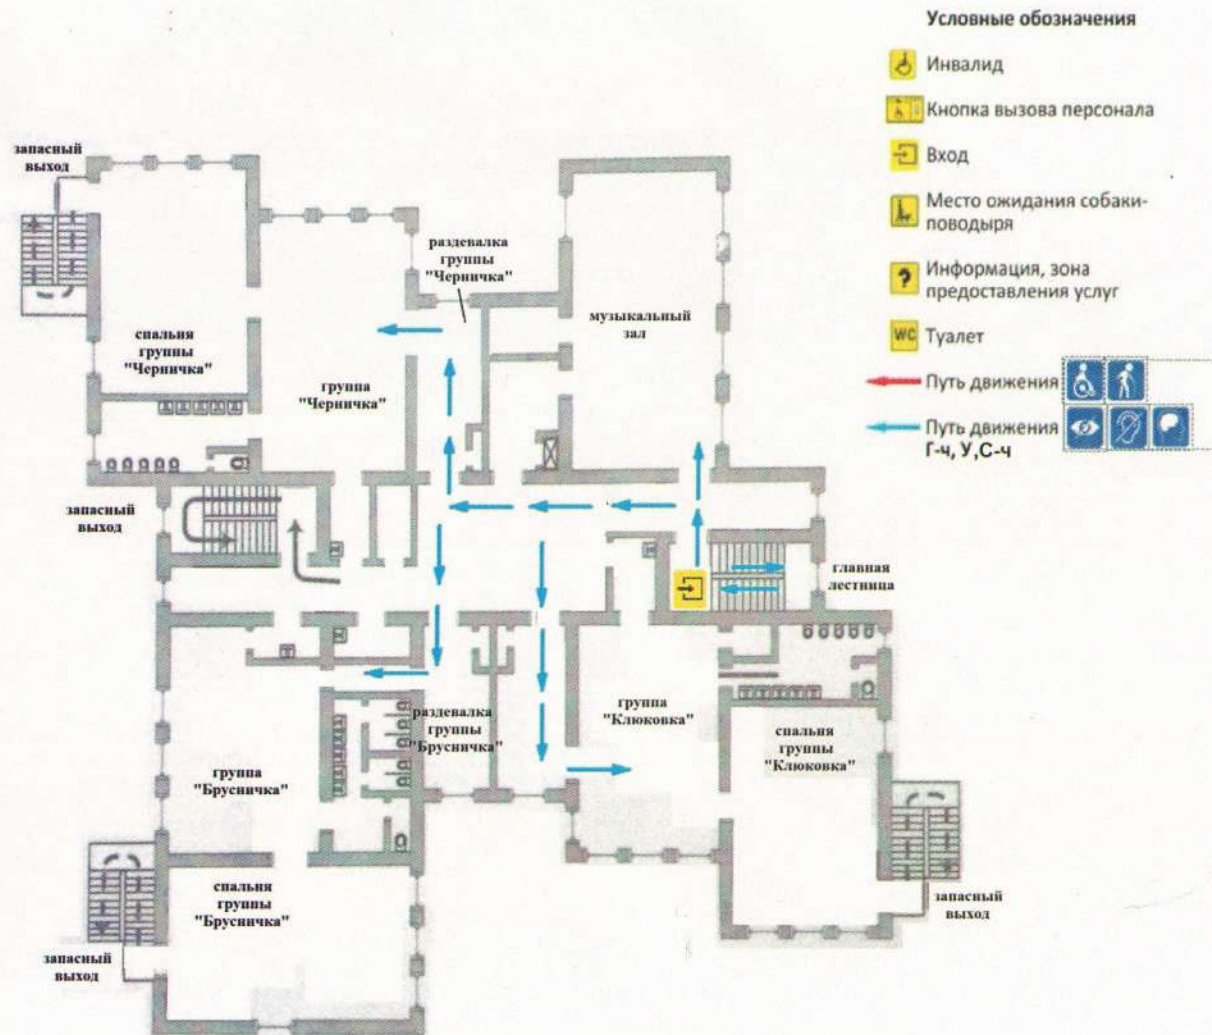 Условные обозначения
Инвалид
Кнопка вызова персонала
Вход
Место ожидания собаки-
поводыря
?
Информация, зона
предоставления услуг
WC
Туалет
Путь движения
Путь движения
Г-ч, У,С-ч
запасный
выход
раздевалка
группы
"Черничка"
музыкальный
зал
спальня
группы
"Черничка"
группа
"Черничка"
запасный
выход
главная
лестница
группа
"Клюковка"
раздевалка
группы
"Брусничка"
спальня
группы
"Клюковка"
группа
"Брусничка"
спальня
группы
"Брусничка"
запасный
выход
запасный
выход